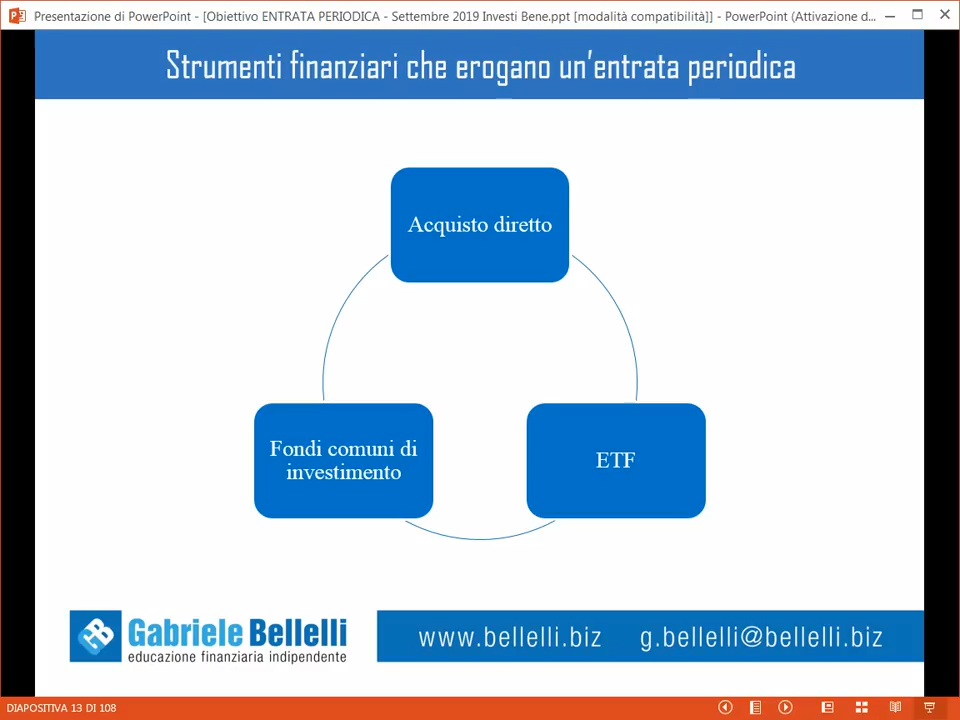 Presentazione di PowerPoint - [Obiettivo ENTRATA PERIODICA - Settembre 2019 Investi Bene.ppt [modalità compatibilità]] - PowerPoint (Attivazione d...
Strumenti finanziari che erogano un'entrata periodica
Acquisto diretto
Fondi comuni di
investimento
ETF
Gabriele Bellelli
educazione finanziaria indipendente
www.bellelli.biz g.bellelli@bellelli.biz
DIAPOSITIVA 13 DI 108